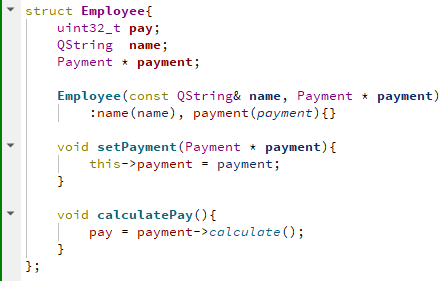 struct Employee{
uint32_t pay;
QString  name;
Payment * payment;
Employee(const QString& name, Payment * payment)
:name(name), payment(payment){}
void setPayment(Payment * payment){
this->payment = payment;
}
void calculatePay(){
pay = payment->calculate();
}
};